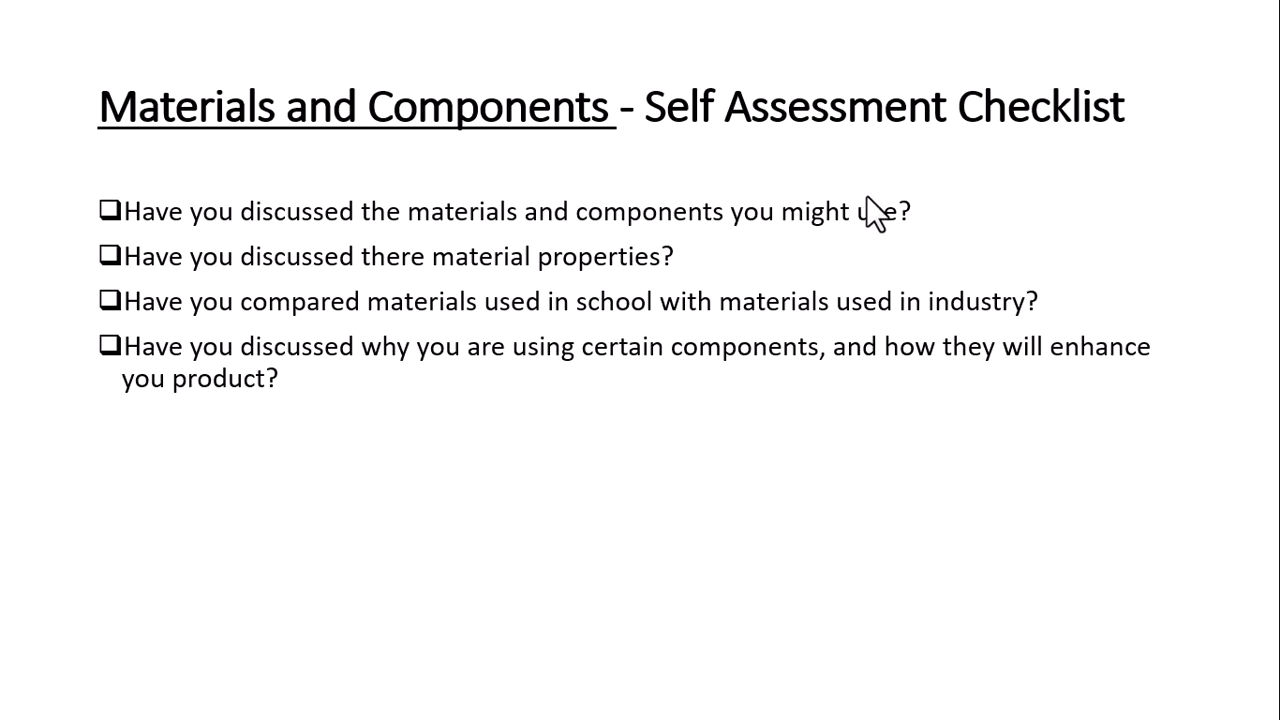 Materials and Components - Self Assessment Checklist
❑Have you discussed the materials and components you might use?
❑Have you discussed there material properties?
❑Have you compared materials used in school with materials used in industry?
❑Have you discussed why you are using certain components, and how they will enhance
you product?